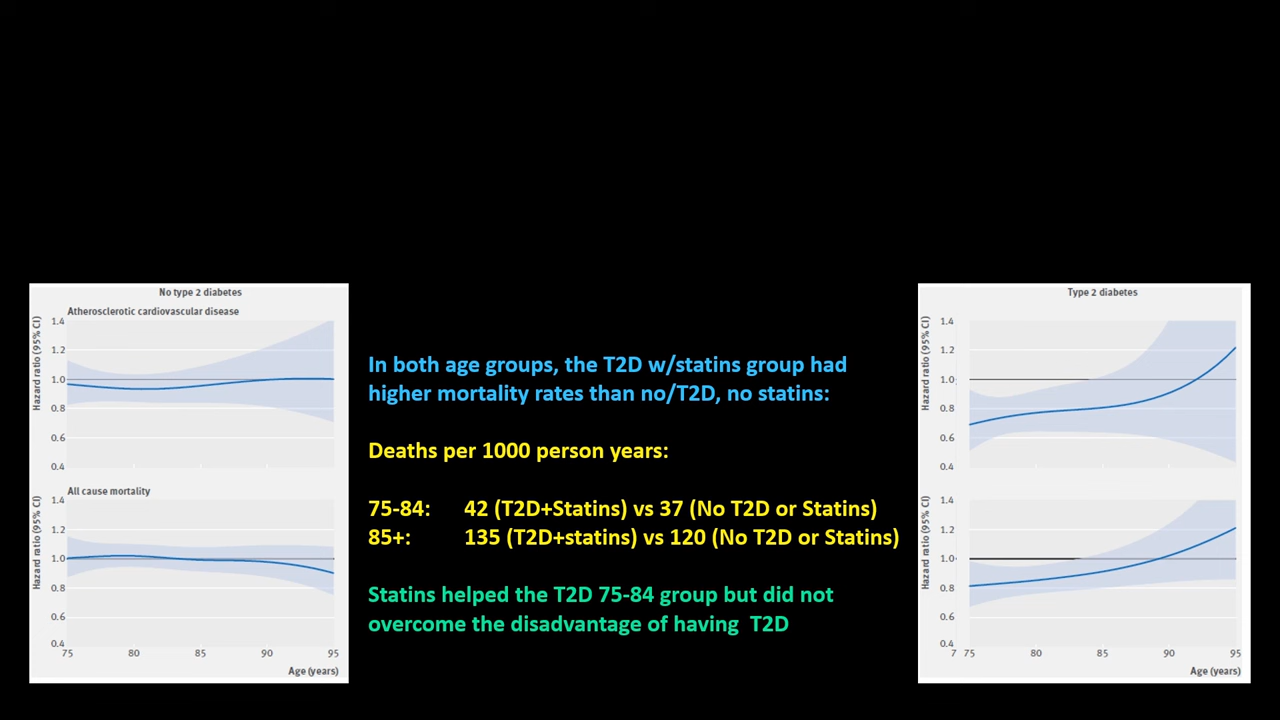 No type 2 diabetes
Atherosclerotic cardiovascular disease
Hazard ratio (95% CI)
1.4
1.2
1.0
0.8
0.6
0.4
All cause mortality
Hazard ratio (95% CI)
1.4
1.2
1.0
0.8
0.6
0.4
75 80 85 90 95
Age (years)
In both age groups, the T2D w/statins group had
higher mortality rates than no/T2D, no statins:
Deaths per 1000 person years:
75-84: 42 (T2D+Statins) vs 37 (No T2D or Statins)
85+: 135 (T2D+statins) vs 120 (No T2D or Statins)
Statins helped the T2D 75-84 group but did not
overcome the disadvantage of having T2D
Type 2 diabetes
Hazard ratio (95% CI)
1.4
1.2
1.0
0.8
0.6
0.4
Hazard ratio (95% CI)
1.4
1.2
1.0
0.8
0.6
0.4
7 75 80 85 90 95
Age (years)